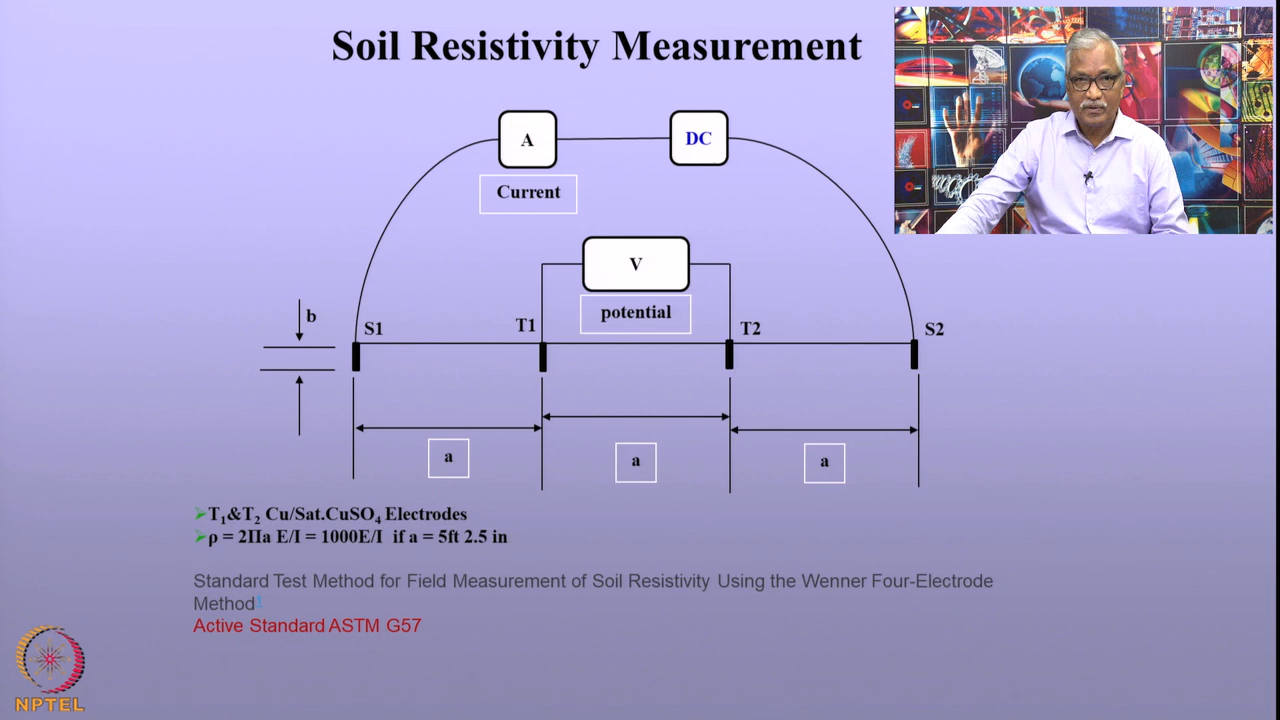 Soil Resistivity Measurement
A
DC
Current
V
potential
b
S1
T1
T2
S2
a
a
a
➢T₁&T₂ Cu/Sat.CuSO₄ Electrodes
➢ρ = 2Πa E/I = 1000E/I if a = 5ft 2.5 in
Standard Test Method for Field Measurement of Soil Resistivity Using the Wenner Four-Electrode
Method¹
Active Standard ASTM G57
NPTEL